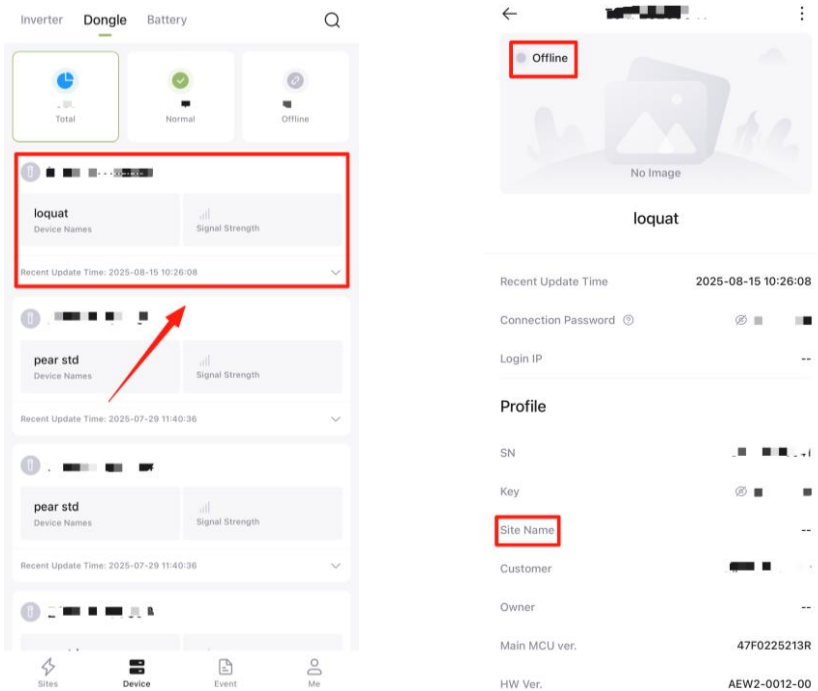 Inverter Dongle Battery
Total
Normal
Offline
loquat
Device Names
Signal Strength
Recent Update Time: 2025-08-15 10:26:08
pear std
Device Names
Signal Strength
Recent Update Time: 2025-07-29 11:40:36
pear std
Device Names
Signal Strength
Recent Update Time: 2025-07-29 11:40:36
Sites
Device
Event
Me
Offline
No Image
loquat
Recent Update Time 2025-08-15 10:26:08
Connection Password
Login IP --
Profile
SN
Key
Site Name --
Customer
Owner --
Main MCU ver. 47F0225213R
HW Ver. AEW2-0012-00